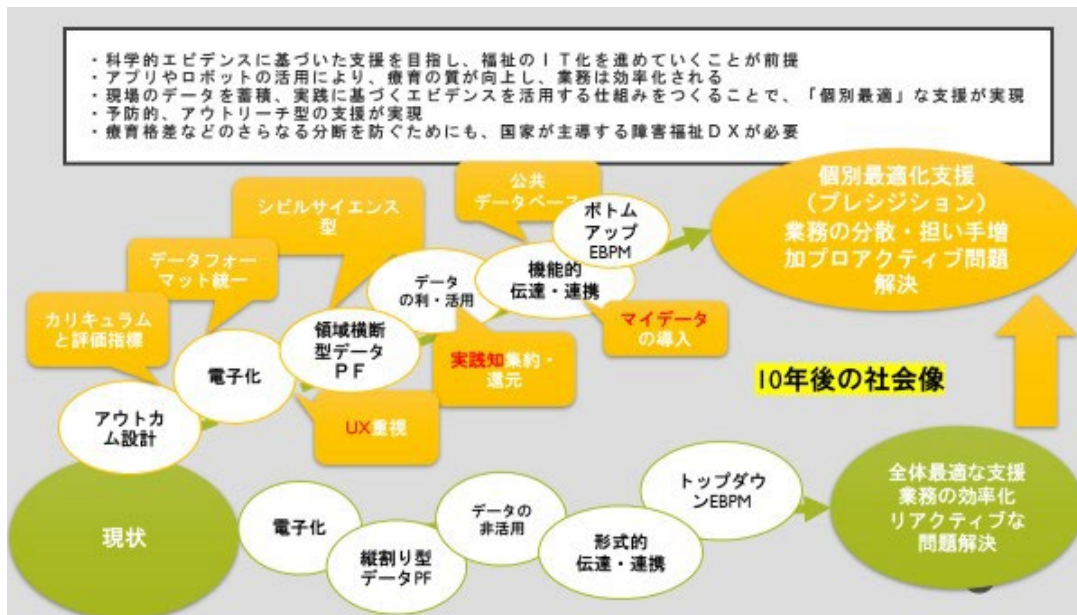 ・科学的エビデンスに基づいた支援を目指し、福祉のＩＴ化を進めていくことが前提
・アプリやロボットの活用により、療育の質が向上し、業務は効率化される
・現場のデータを蓄積、実践に基づくエビデンスを活用する仕組みをつくることで、「個別最適」な支援が実現
・予防的、アウトリーチ型の支援が実現
・療育格差などのさらなる分断を防ぐためにも、国家が主導する障害福祉ＤＸが必要
カリキュラム
と評価指標
データフォー
マット統一
シビルサイエンス
型
公共
データベース
アウトカ
ム設計
電子化
領域横断
型データ
ＰＦ
データ
の利・活用
機能的
伝達・連携
ボトム
アップ
EBPM
UX重視
実践知集約・
還元
マイデータ
の導入
個別最適化支援
（プレシジョン）
業務の分散・担い手増
加プロアクティブ問題
解決
10年後の社会像
現状
電子化
縦割り型
データPF
データの
非活用
形式的
伝達・連携
トップダウ
ンEBPM
全体最適な支援
業務の効率化
リアクティブな
問題解決